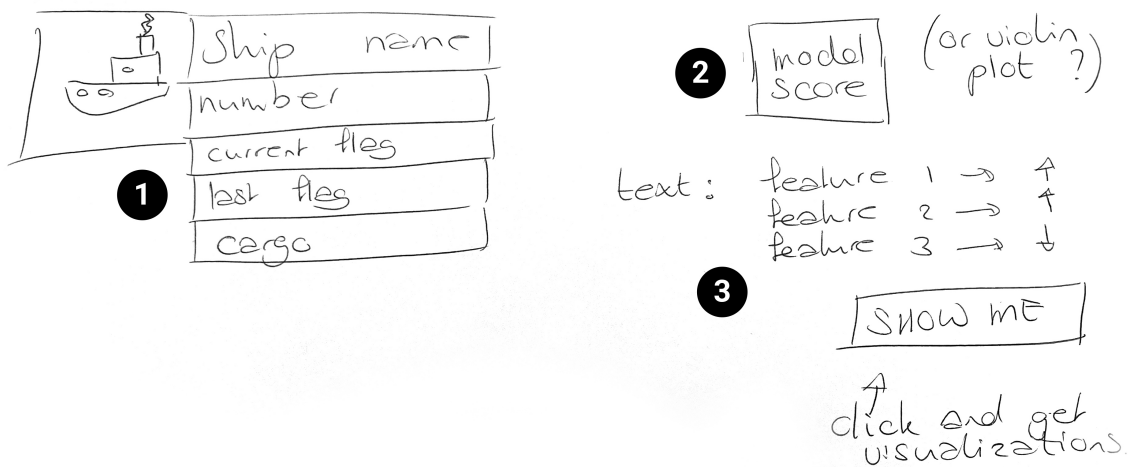 Ship name
number
current flag
last flag
cargo
1
2
model
score
(or violin
plot ?)
text: feature 1 → ↑
feature 2 → ↑
feature 3 → ↓
3
SHOW ME
↑
click and get
visualizations.